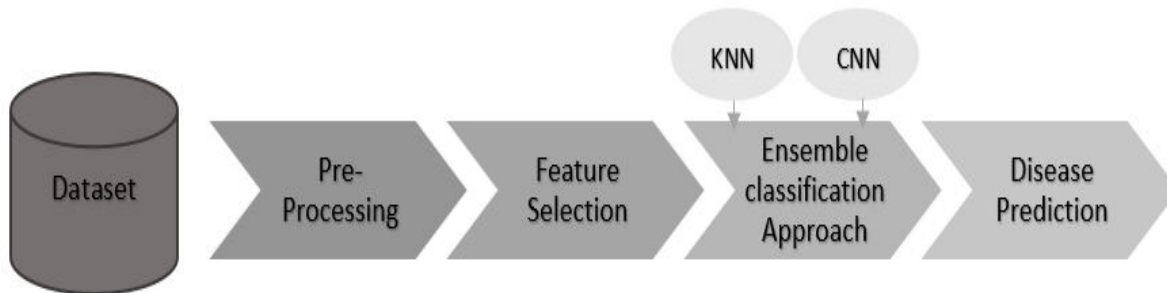 KNN
CNN
Dataset
Pre-
Processing
Feature
Selection
Ensemble
classification
Approach
Disease
Prediction